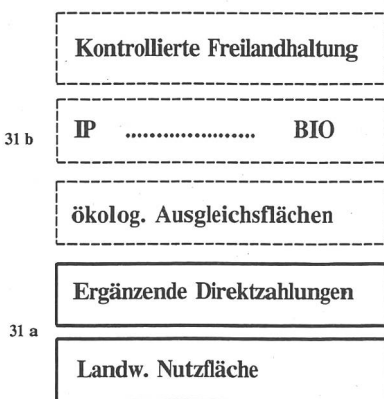 Kontrollierte Freilandhaltung
31 b
IP ...................... BIO
ökolog. Ausgleichsflächen
Ergänzende Direktzahlungen
31 a
Landw. Nutzfläche